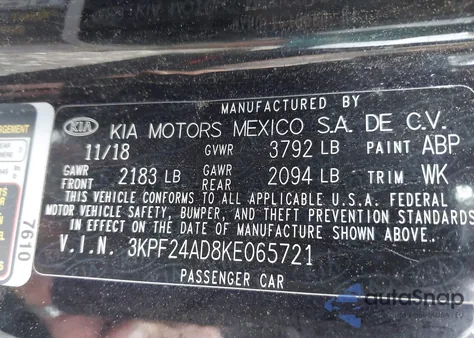 MANUFACTURED BY
KIA KIA MOTORS MEXICO S.A. DE C.V.
11/18 GVWR 3792 LB PAINT ABP
GAWR FRONT 2183 LB GAWR REAR 2094 LB TRIM WK
THIS VEHICLE CONFORMS TO ALL APPLICABLE U.S.A. FEDERAL
MOTOR VEHICLE SAFETY, BUMPER, AND THEFT PREVENTION STANDARDS
IN EFFECT ON THE DATE OF MANUFACTURE SHOWN ABOVE.
V.I.N. 3KPF24AD8KE065721
PASSENGER CAR
7610
autoSnap